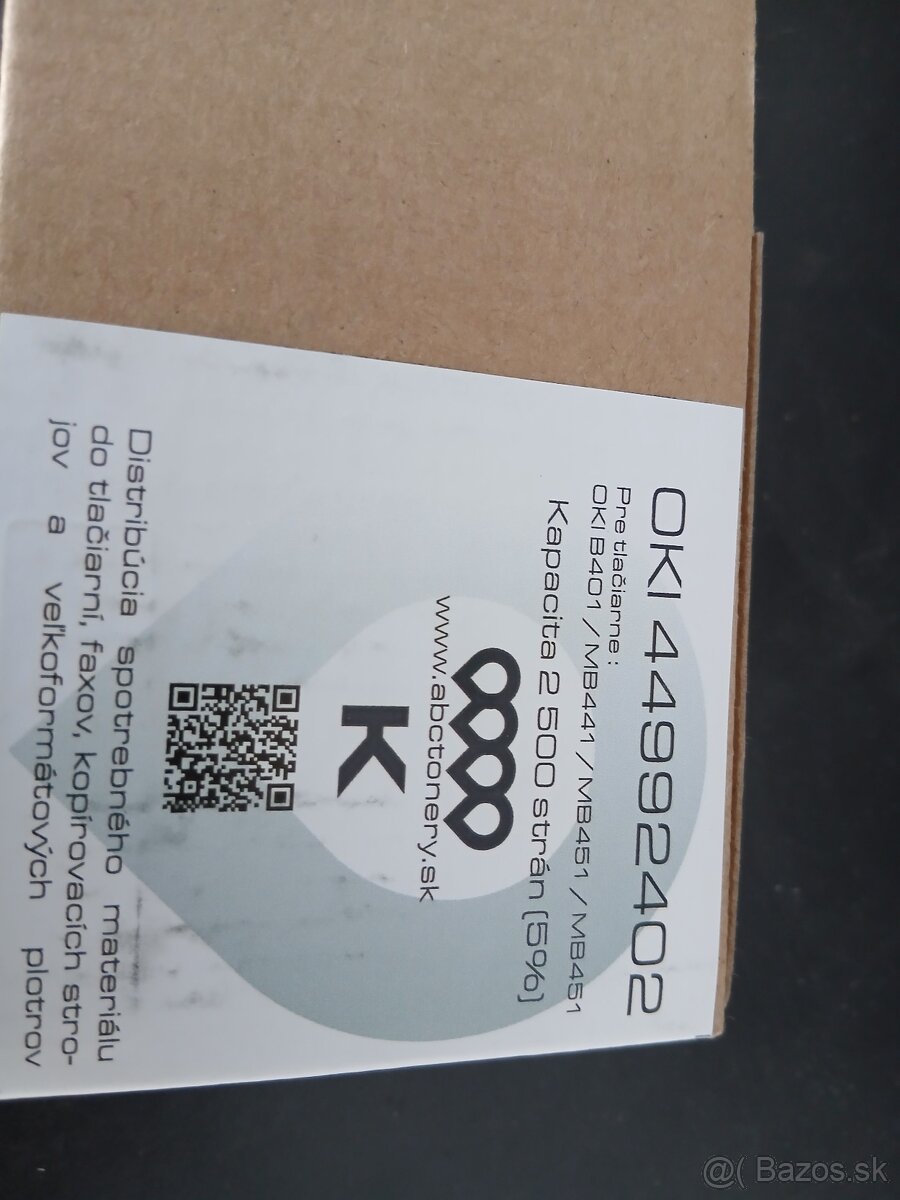 OKI 44992402
Pre tlačiarne :
OKI B401 / MB441 / MB451 / MB451
Kapacita 2 500 strán (5%)
www.abctonery.sk
K
Distribúcia spotrebného materiálu
do tlačiarní, faxov, kopírovacích stro-
jov a veľkoformátových plotrov
@( Bazos.sk